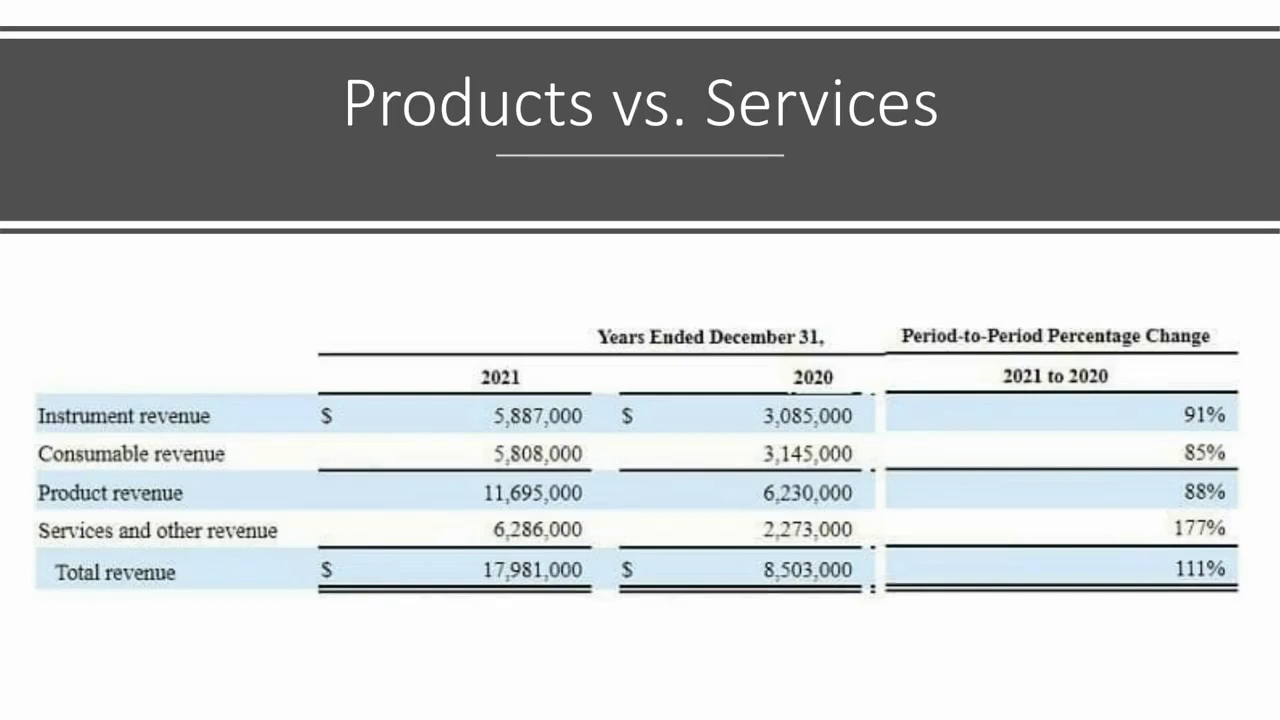 Products vs. Services
Years Ended December 31, Period-to-Period Percentage Change
2021 2020 2021 to 2020
Instrument revenue $ 5,887,000 $ 3,085,000 91%
Consumable revenue 5,808,000 3,145,000 85%
Product revenue 11,695,000 6,230,000 88%
Services and other revenue 6,286,000 2,273,000 177%
Total revenue $ 17,981,000 $ 8,503,000 111%